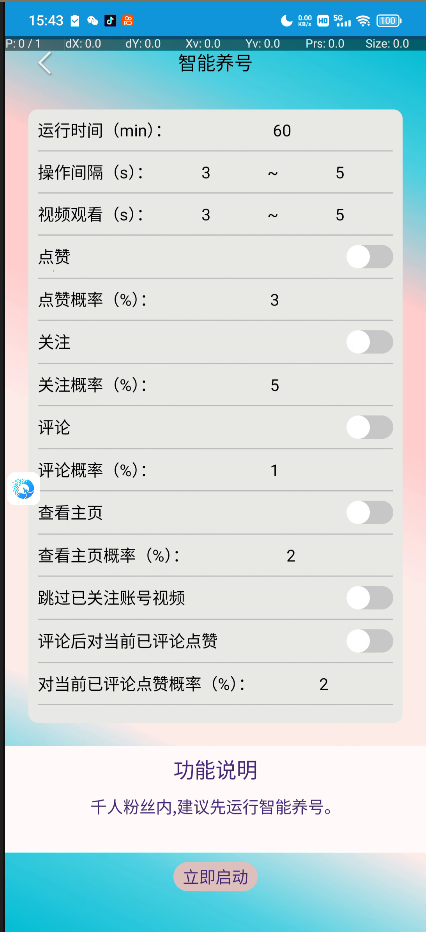 15:43 0.00 KB/s HD 5G 100
P: 0 / 1 dX: 0.0 dY: 0.0 Xv: 0.0 Yv: 0.0 Prs: 0.0 Size: 0.0
智能养号
运行时间（min）: 60
操作间隔（s）: 3 ~ 5
视频观看（s）: 3 ~ 5
点赞
点赞概率（%）: 3
关注
关注概率（%）: 5
评论
评论概率（%）: 1
查看主页
查看主页概率（%）: 2
跳过已关注账号视频
评论后对当前已评论点赞
对当前已评论点赞概率（%）: 2
功能说明
千人粉丝内,建议先运行智能养号。
立即启动